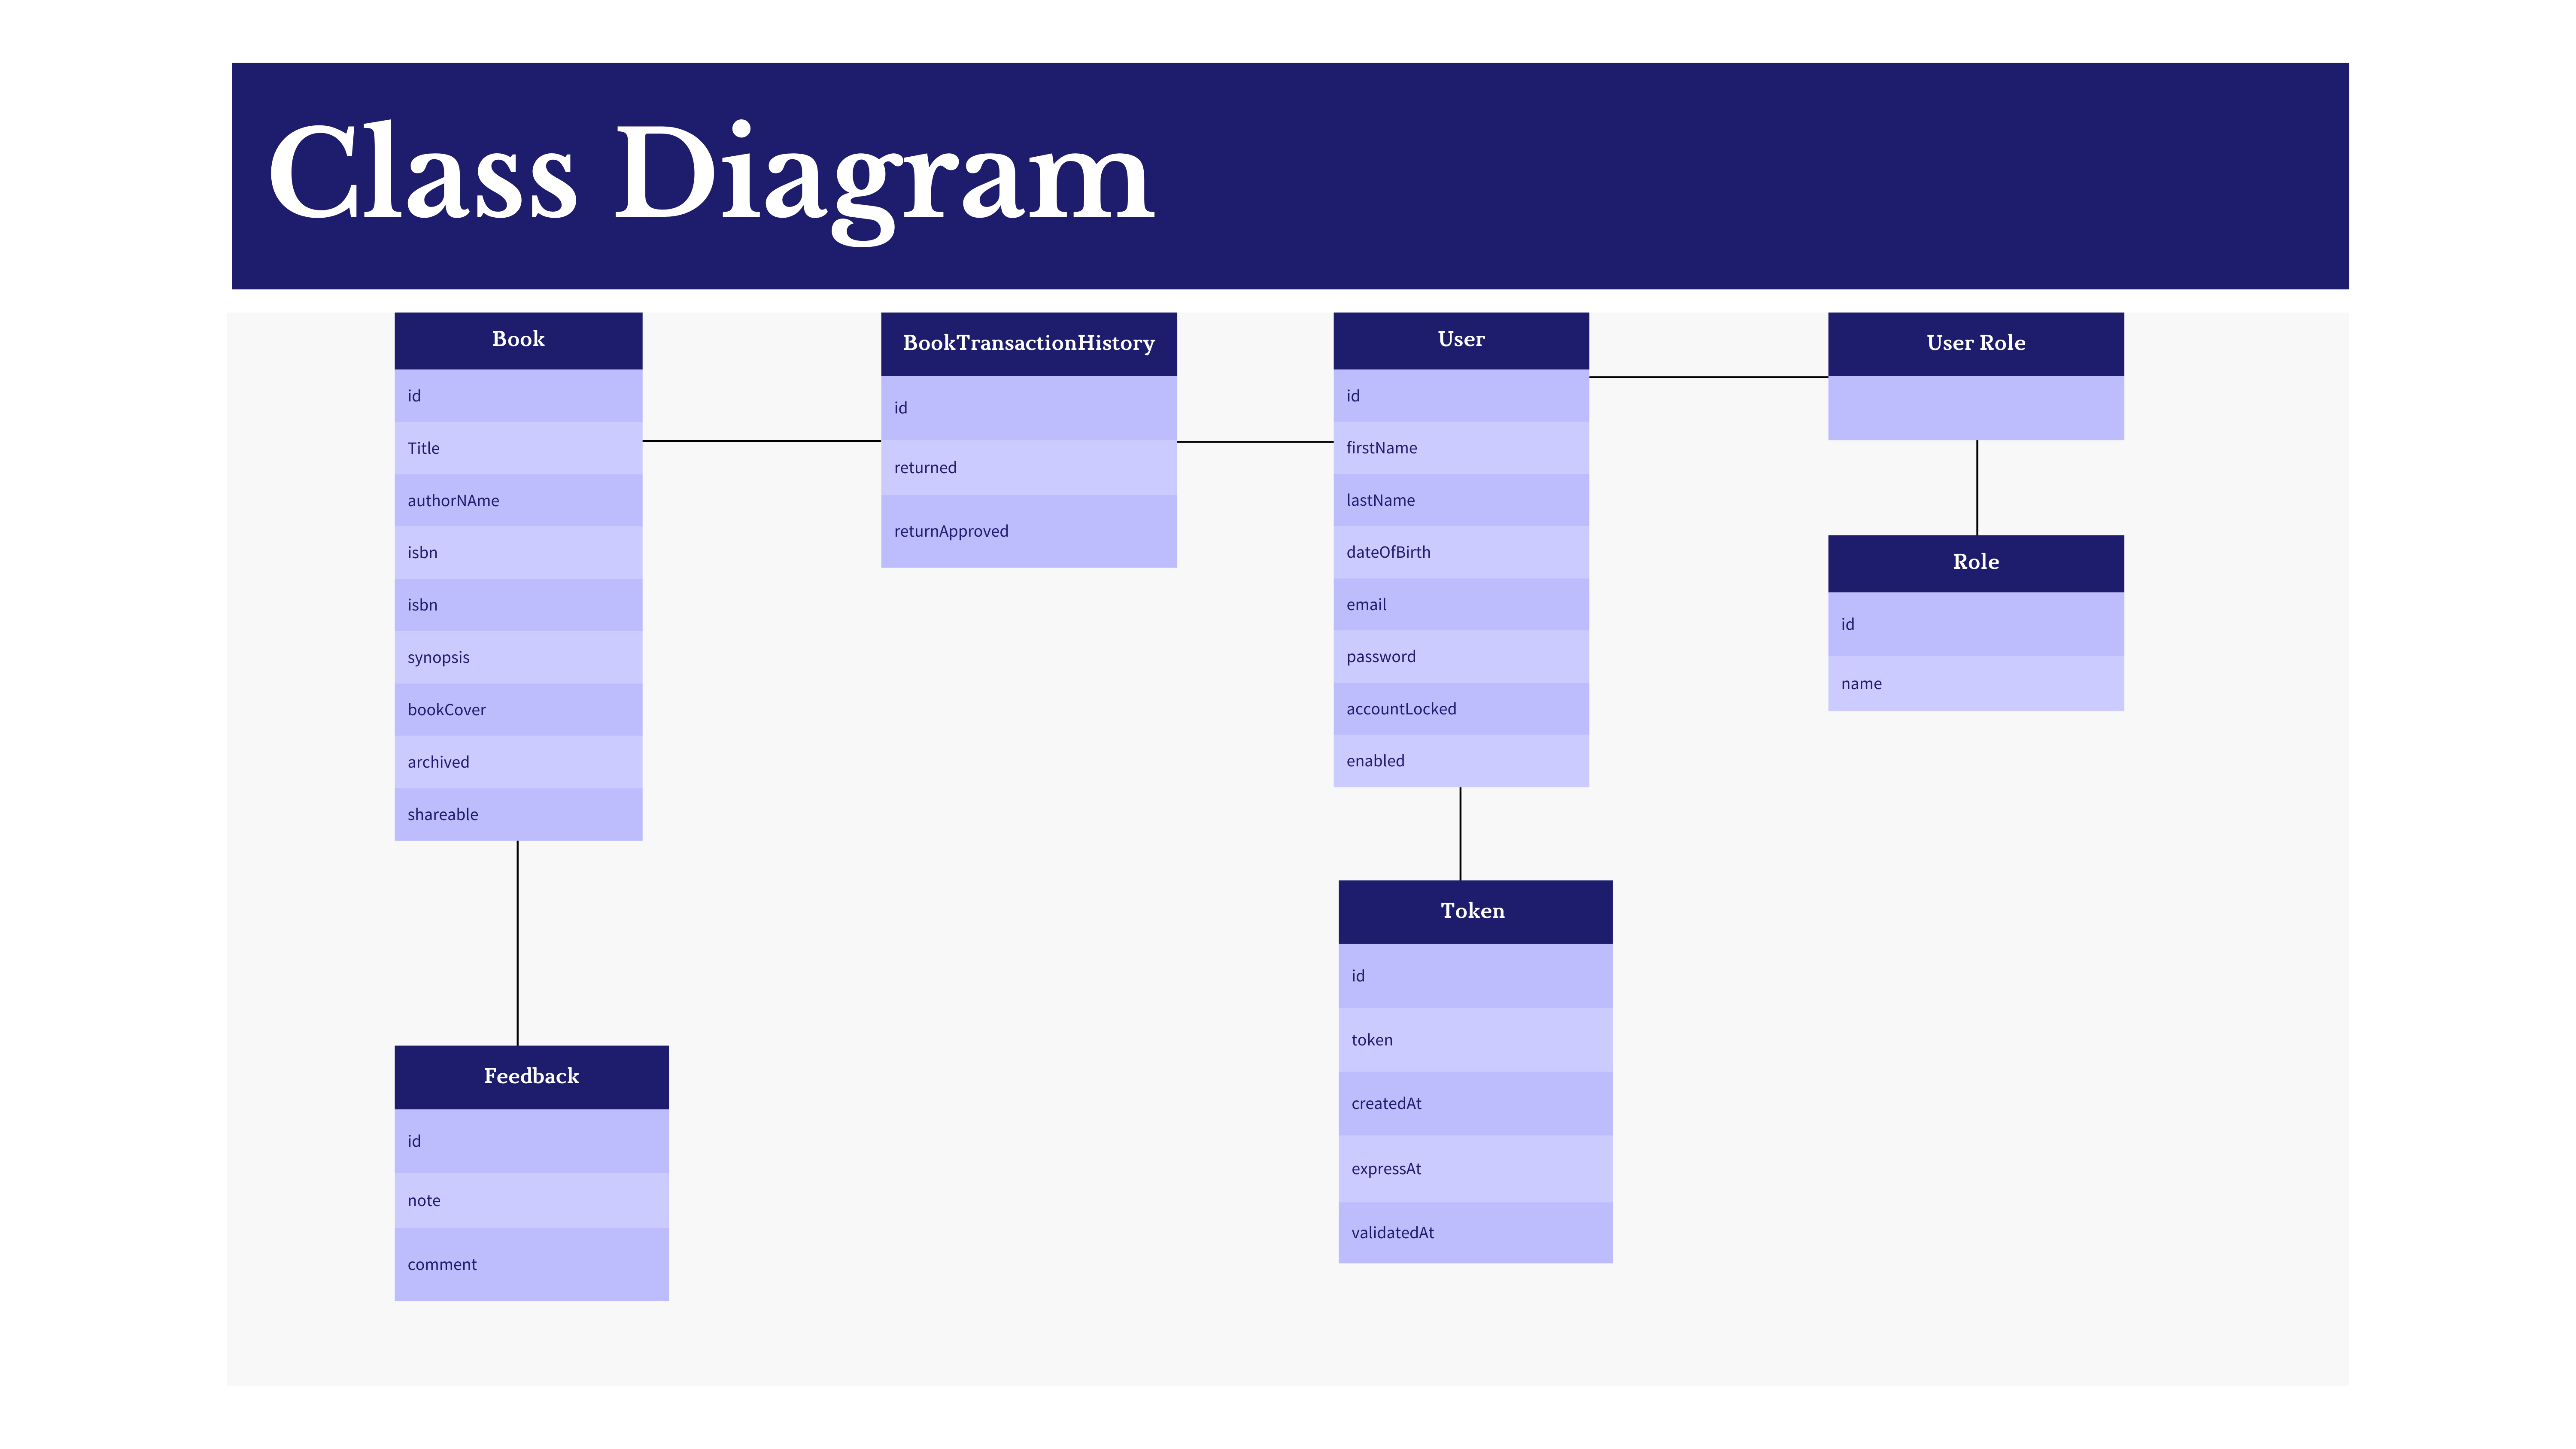 Class Diagram
Book
id
Title
authorNAme
isbn
isbn
synopsis
bookCover
archived
shareable
BookTransactionHistory
id
returned
returnApproved
User
id
firstName
lastName
dateOfBirth
email
password
accountLocked
enabled
User Role
Role
id
name
Token
id
token
createdAt
expressAt
validatedAt
Feedback
id
note
comment